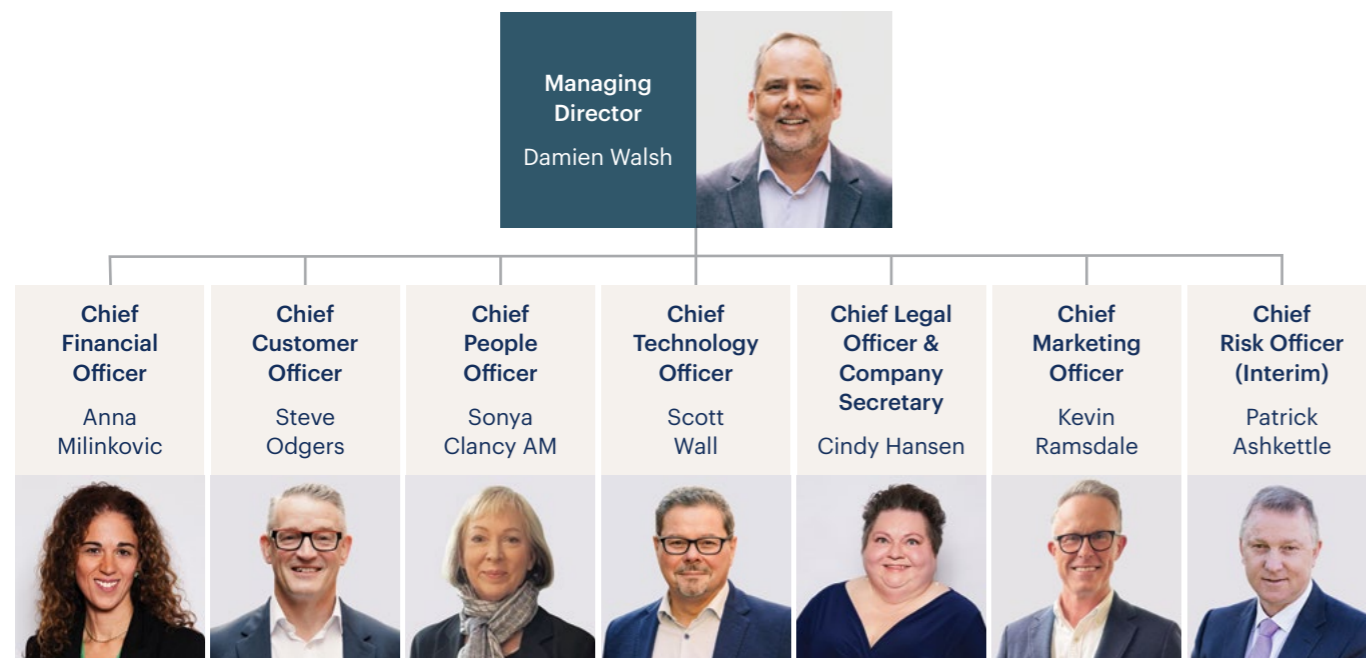 Managing
Director
Damien Walsh
Chief
Financial
Officer
Anna
Milinkovic
Chief
Customer
Officer
Steve
Odgers
Chief
People
Officer
Sonya
Clancy AM
Chief
Technology
Officer
Scott
Wall
Chief Legal
Officer &
Company
Secretary
Cindy Hansen
Chief
Marketing
Officer
Kevin
Ramsdale
Chief
Risk Officer
(Interim)
Patrick
Ashkettle